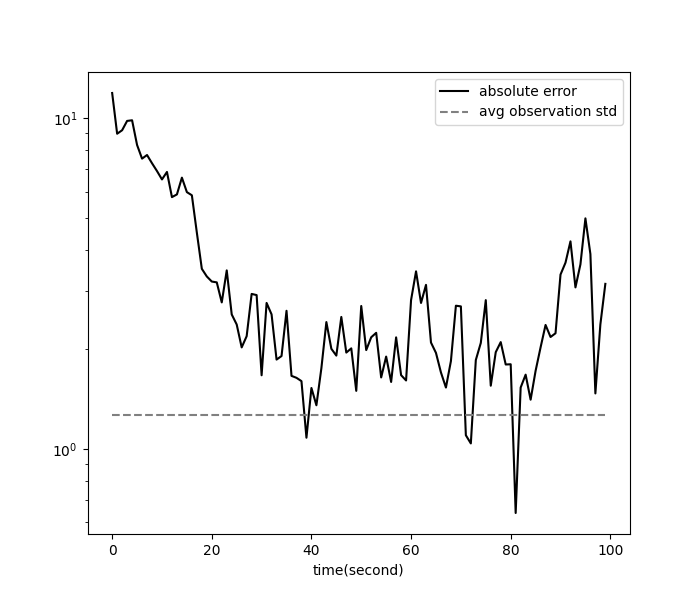 absolute error
avg observation std
10¹
10⁰
0 20 40 60 80 100
time(second)